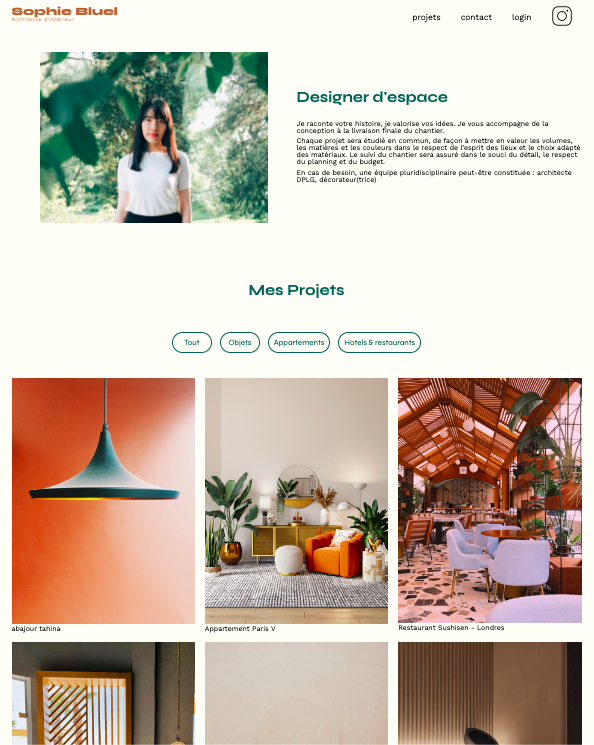 Sophie Bluel
Architecte d'intérieur
projets
contact
login
Designer d'espace
Je raconte votre histoire, je valorise vos idées. Je vous accompagne de la
conception à la livraison finale du chantier.
Chaque projet sera étudié en commun, de façon à mettre en valeur les volumes,
les matières et les couleurs dans le respect de l'esprit des lieux et le choix adapté
des matériaux. Le suivi du chantier sera assuré dans le souci du détail, le respect
du planning et du budget.
En cas de besoin, une équipe pluridisciplinaire peut-être constituée : architecte
DPLG, décorateur(trice)
Mes Projets
Tout
Objets
Appartements
Hotels & restaurants
abajour tahina
Appartement Paris V
Restaurant Sushisen - Londres